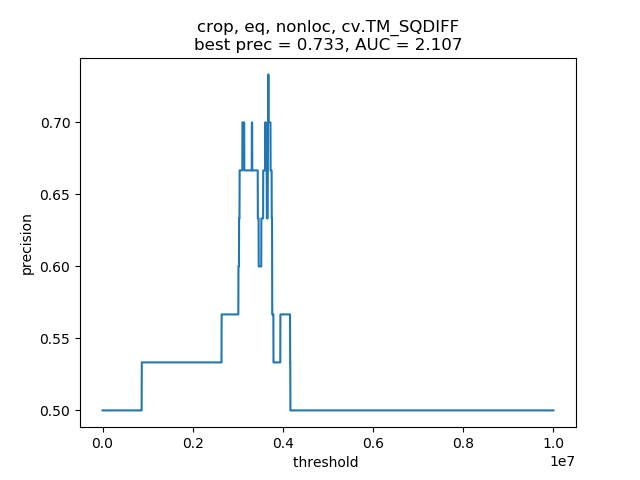 crop, eq, nonloc, cv.TM_SQDIFF
best prec = 0.733, AUC = 2.107
precision
0.70
0.65
0.60
0.55
0.50
0.0
0.2
0.4
0.6
0.8
1.0
1e7
threshold